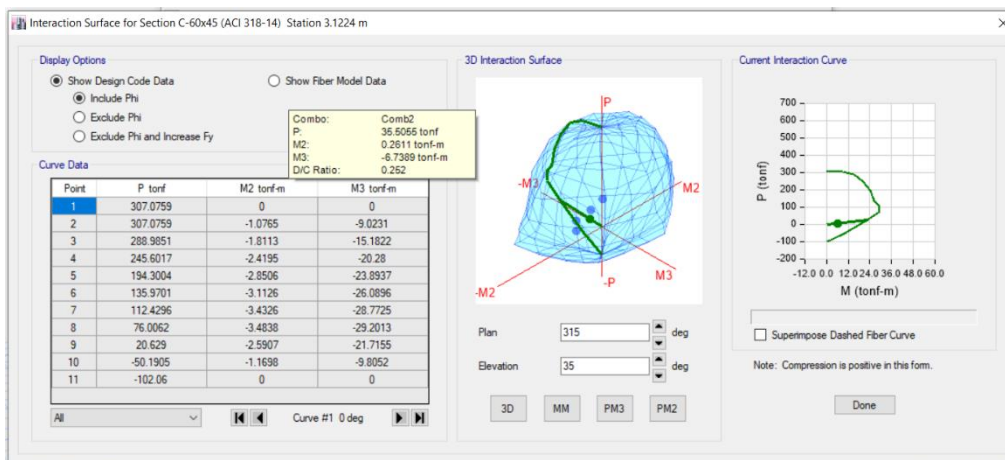 Interaction Surface for Section C-60x45 (ACI 318-14) Station 3.1224 m
Display Options
Show Design Code Data
Show Fiber Model Data
Include Phi
Exclude Phi
Exclude Phi and Increase Fy
Combo: Comb2
P: 35.5055 tonf
M2: 0.2611 tonf-m
M3: -6.7389 tonf-m
D/C Ratio: 0.252
Curve Data
Point P tonf M2 tonf-m M3 tonf-m
1 307.0759 0 0
2 307.0759 -1.0765 -9.0231
3 288.9851 -1.8113 -15.1822
4 245.6017 -2.4195 -20.28
5 194.3004 -2.8506 -23.8937
6 135.9701 -3.1126 -26.0896
7 112.4296 -3.4326 -28.7725
8 76.0062 -3.4838 -29.2013
9 20.629 -2.5907 -21.7155
10 -50.1905 -1.1698 -9.8052
11 -102.06 0 0
All
Curve #1 0 deg
3D Interaction Surface
P
-M3
M2
M3
-P
-M2
Plan 315 deg
Elevation 35 deg
3D MM PM3 PM2
Current Interaction Curve
700
600
500
400
300
200
100
0
-100
-200
P (tonf)
-12.0 0.0 12.0 24.0 36.0 48.0 60.0
M (tonf-m)
Superimpose Dashed Fiber Curve
Note: Compression is positive in this form.
Done